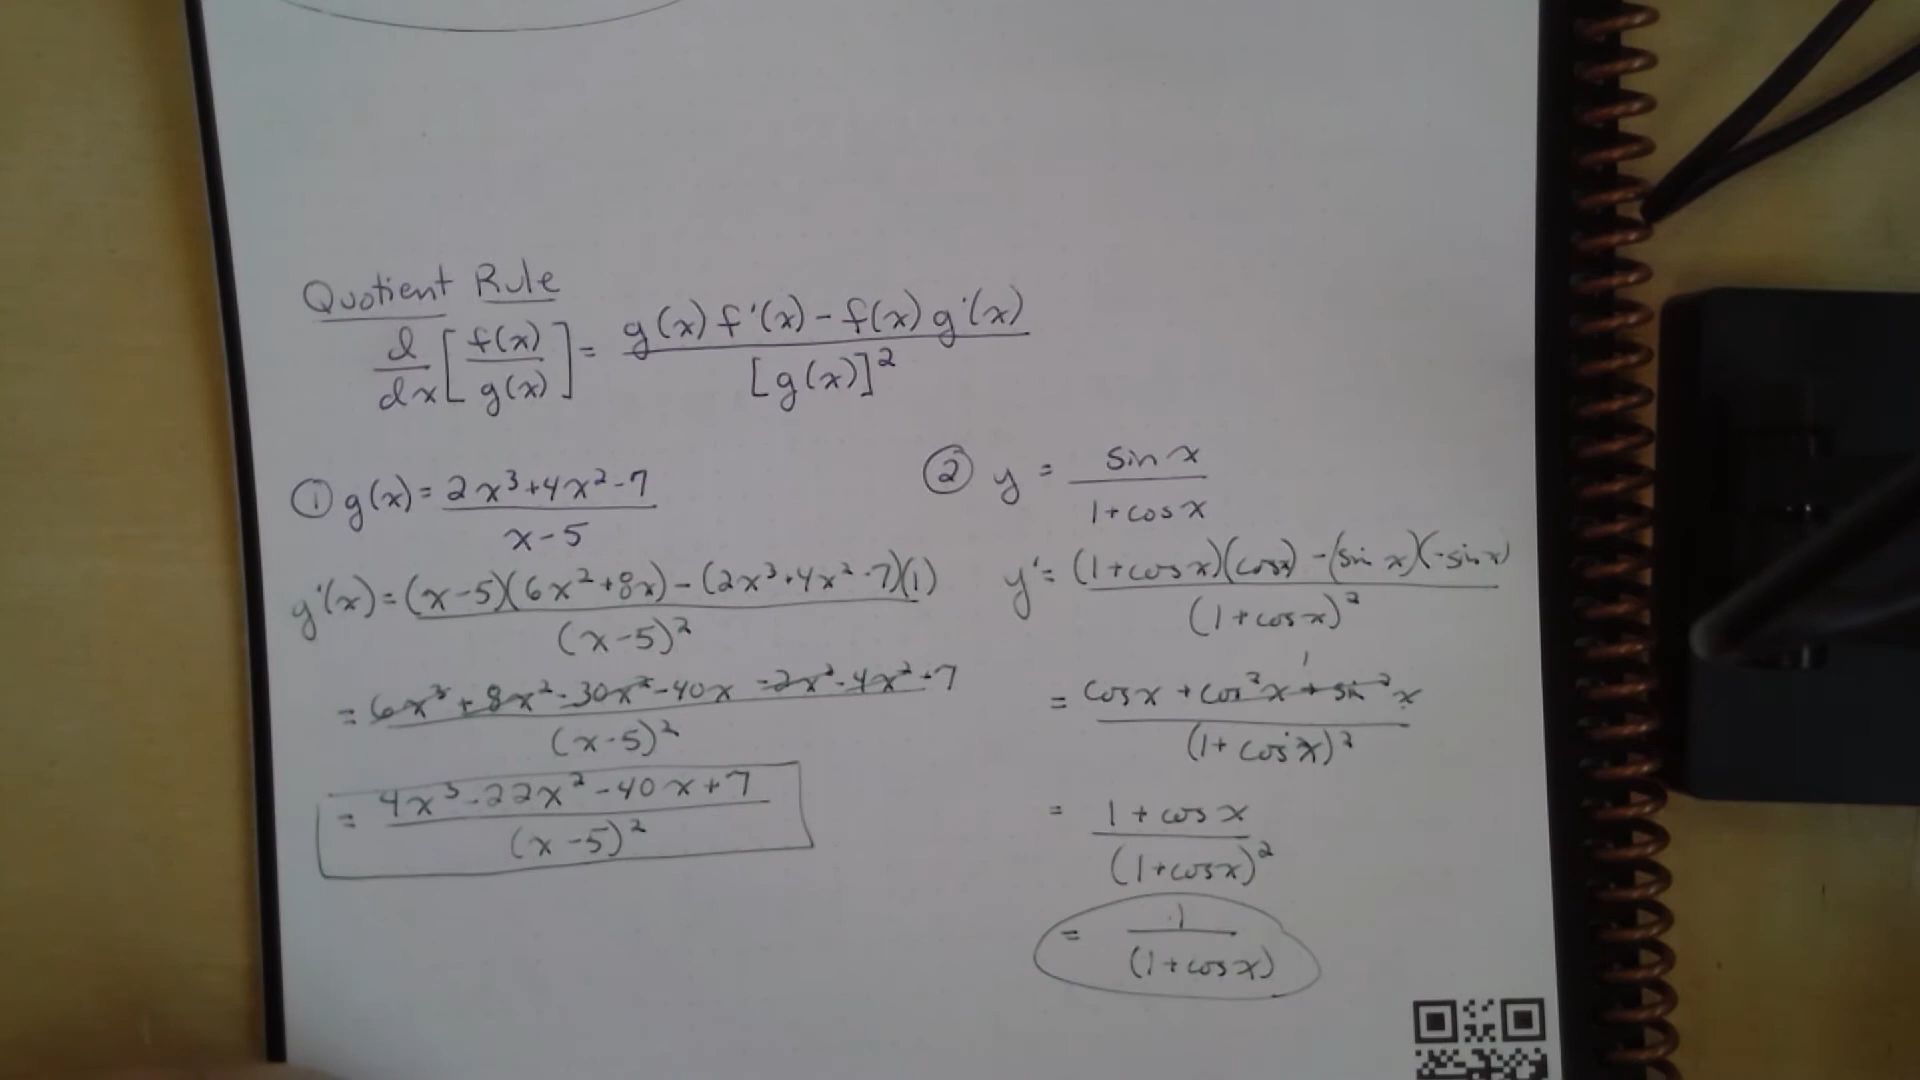 Quotient Rule
d/dx [f(x)/g(x)] = g(x) f'(x) - f(x) g'(x) / [g(x)]²
① g(x) = 2x³+4x²-7 / x-5
g'(x) = (x-5)(6x²+8x) - (2x³+4x²-7)(1) / (x-5)²
= 6x³+8x²-30x²-40x-2x³-4x²+7 / (x-5)²
= 4x³-22x²-40x+7 / (x-5)²
② y = sin x / 1+cos x
y' = (1+cos x)(cos x) - (sin x)(-sin x) / (1+cos x)²
1
= cos x + cos²x + sin²x / (1+cos x)²
= 1+cos x / (1+cos x)²
= 1 / (1+cos x)